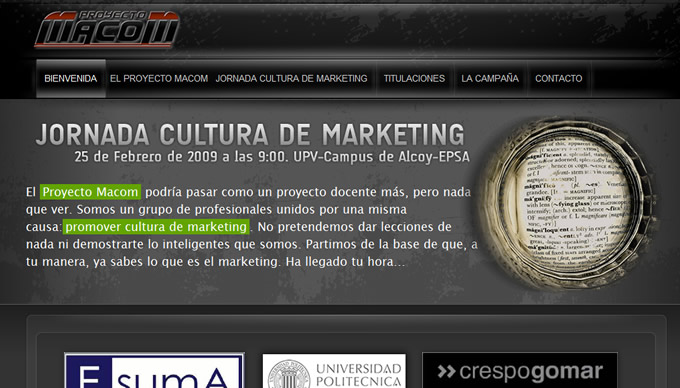 PROYECTO
MACOM
BIENVENIDA EL PROYECTO MACOM JORNADA CULTURA DE MARKETING TITULACIONES LA CAMPAÑA CONTACTO
JORNADA CULTURA DE MARKETING
25 de Febrero de 2009 a las 9:00. UPV-Campus de Alcoy-EPSA
El Proyecto Macom podría pasar como un proyecto docente más, pero nada
que ver. Somos un grupo de profesionales unidos por una misma
causa: promover cultura de marketing. No pretendemos dar lecciones de
nada ni demostrarte lo inteligentes que somos. Partimos de la base de que, a
tu manera, ya sabes lo que es el marketing. Ha llegado tu hora...
magnify
EsumA
UNIVERSIDAD
POLITECNICA
>> crespogomar